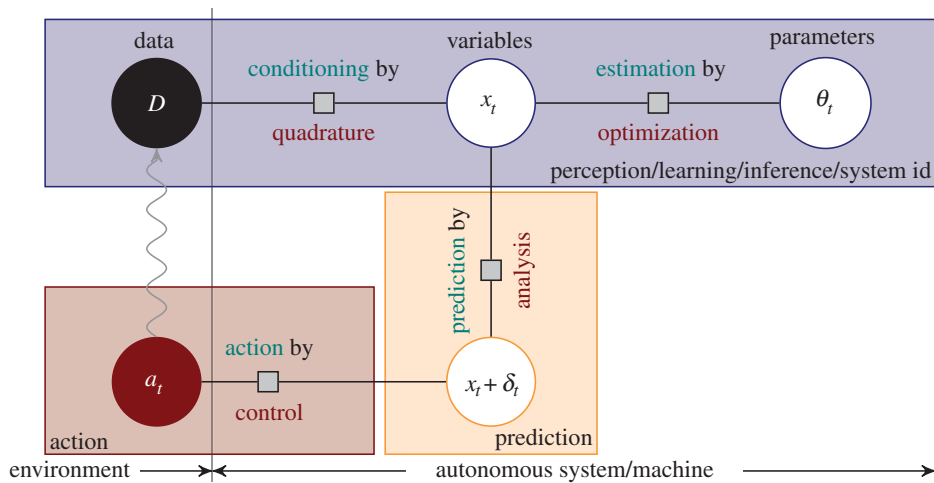 data
variables
parameters
conditioning by
estimation by
D
x_t
θ_t
quadrature
optimization
perception/learning/inference/system id
prediction by
analysis
action by
a_t
x_t + δ_t
control
action
prediction
environment
autonomous system/machine